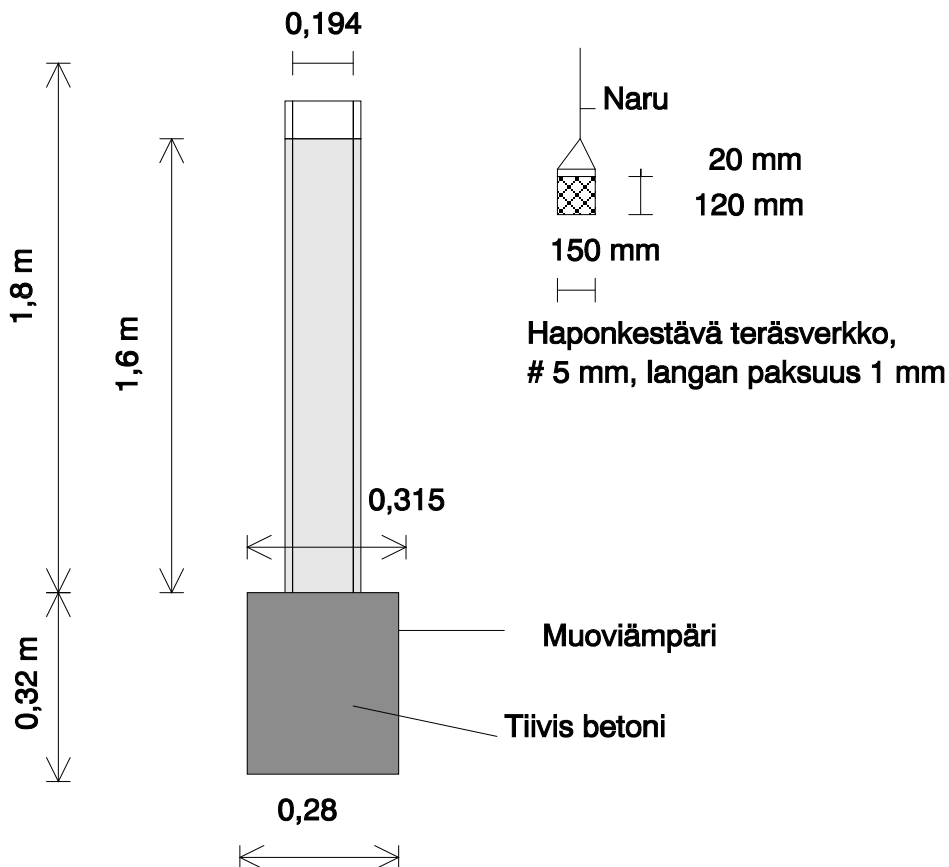 0,194
Naru
20 mm
120 mm
150 mm
1,8 m
1,6 m
Haponkestävä teräsverkko,
# 5 mm, langan paksuus 1 mm
0,315
Muoviämpäri
0,32 m
Tiivis betoni
0,28